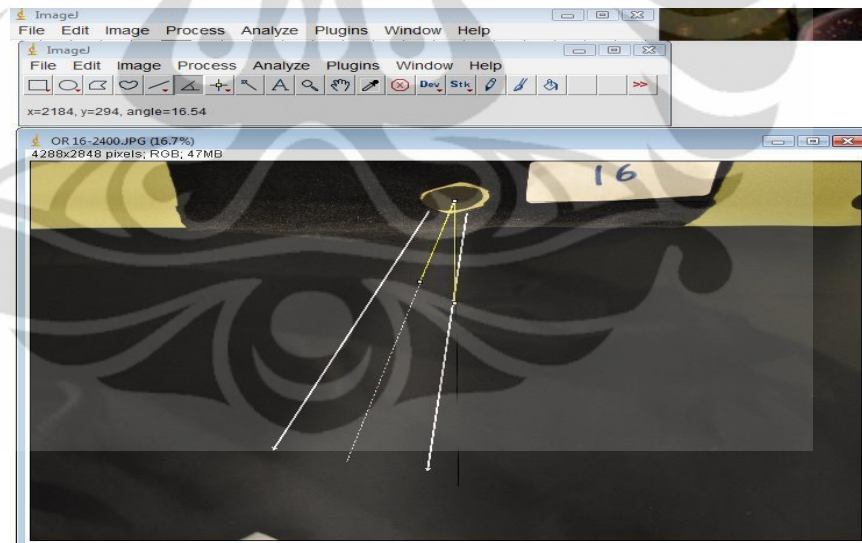 ImageJ
File Edit Image Process Analyze Plugins Window Help
ImageJ
File Edit Image Process Analyze Plugins Window Help
A Dev Stk >>
x=2184, y=294, angle=16.54
OR 16-2400.JPG (16.7%)
4288x2848 pixels; RGB; 47MB
16